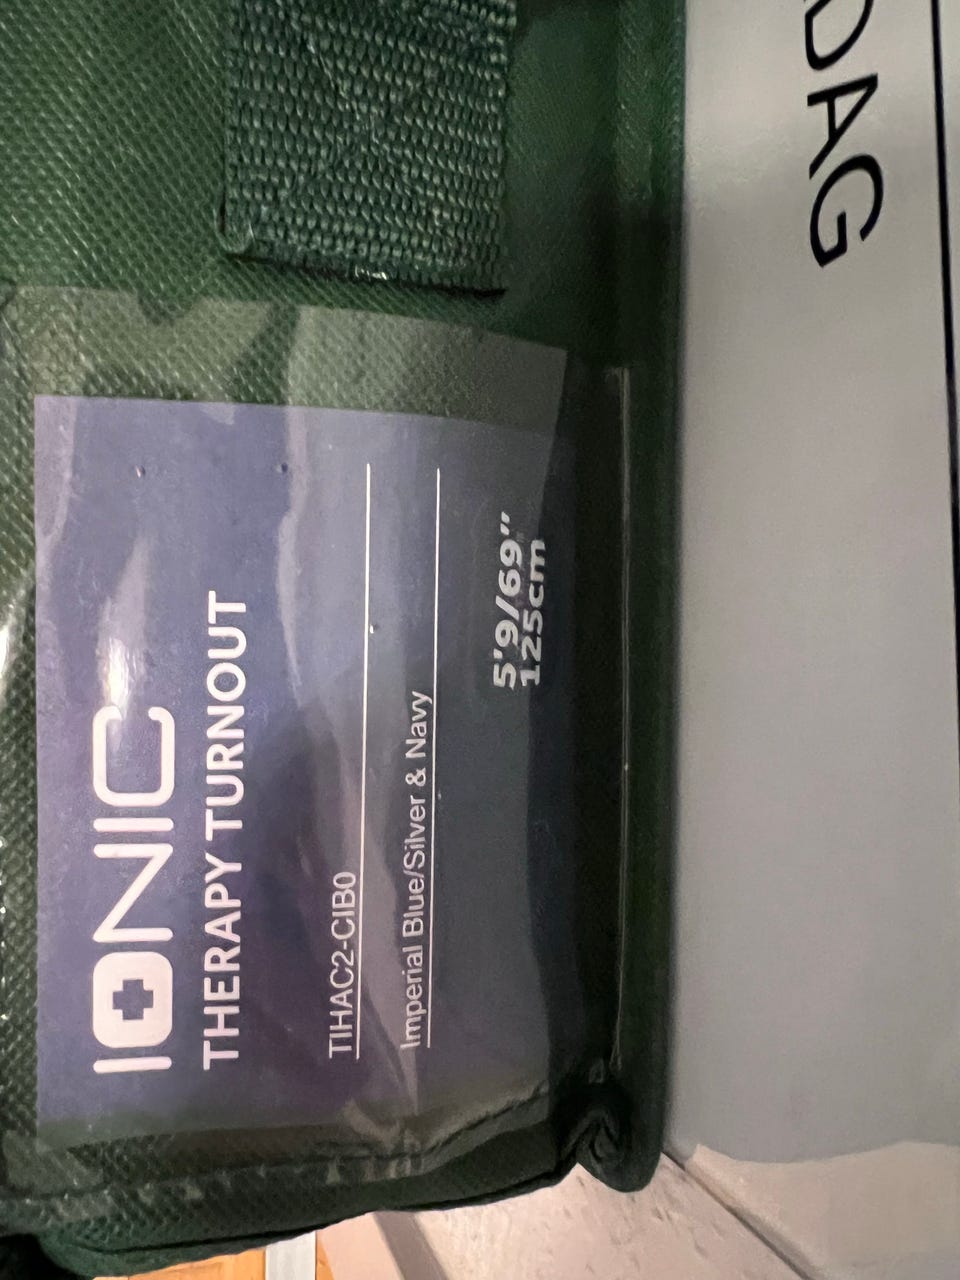 IONIC
THERAPY TURNOUT
TIHAC2-CIB0
Imperial Blue/Silver & Navy
5'9/69"
125cm
DAG